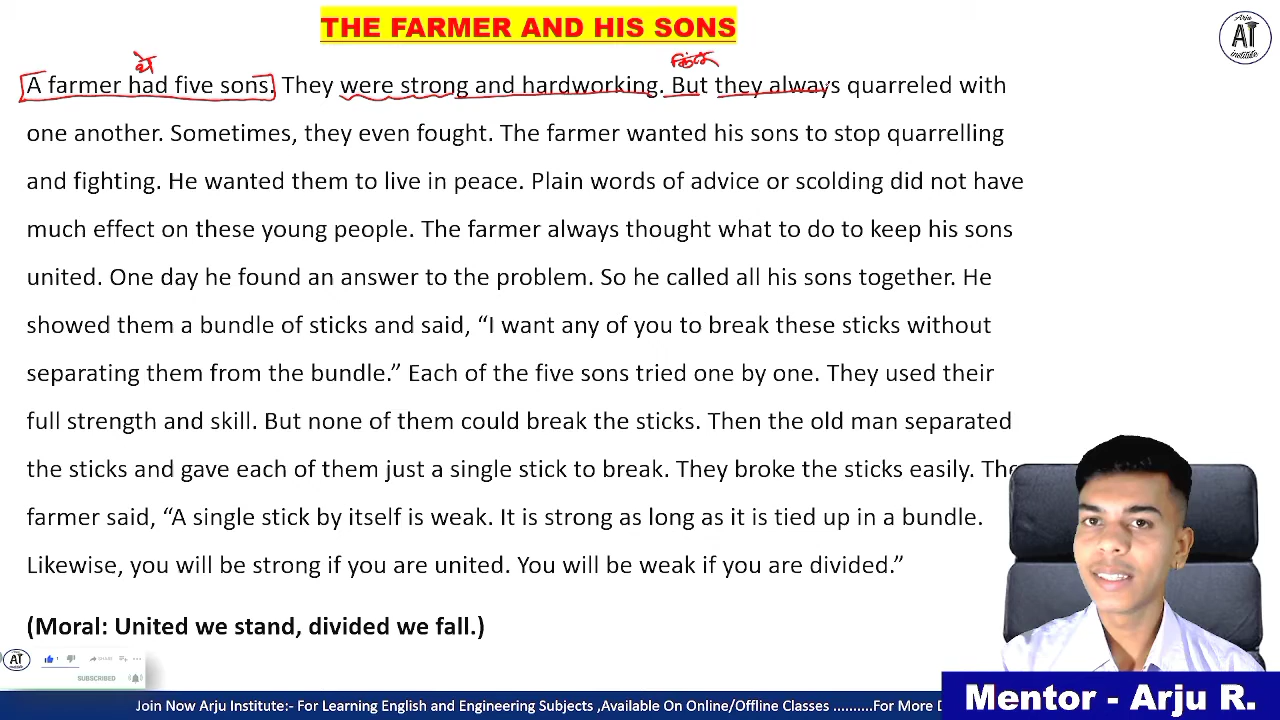 THE FARMER AND HIS SONS
Arju
AT
institute
थे
A farmer had five sons. They were strong and hardworking. But they always quarreled with
one another. Sometimes, they even fought. The farmer wanted his sons to stop quarrelling
and fighting. He wanted them to live in peace. Plain words of advice or scolding did not have
much effect on these young people. The farmer always thought what to do to keep his sons
united. One day he found an answer to the problem. So he called all his sons together. He
showed them a bundle of sticks and said, “I want any of you to break these sticks without
separating them from the bundle.” Each of the five sons tried one by one. They used their
full strength and skill. But none of them could break the sticks. Then the old man separated
the sticks and gave each of them just a single stick to break. They broke the sticks easily. The
farmer said, “A single stick by itself is weak. It is strong as long as it is tied up in a bundle.
Likewise, you will be strong if you are united. You will be weak if you are divided.”
(Moral: United we stand, divided we fall.)
AT
1
SHARE
SUBSCRIBED
Mentor - Arju R.
Join Now Arju Institute:- For Learning English and Engineering Subjects ,Available On Online/Offline Classes ..........For More D